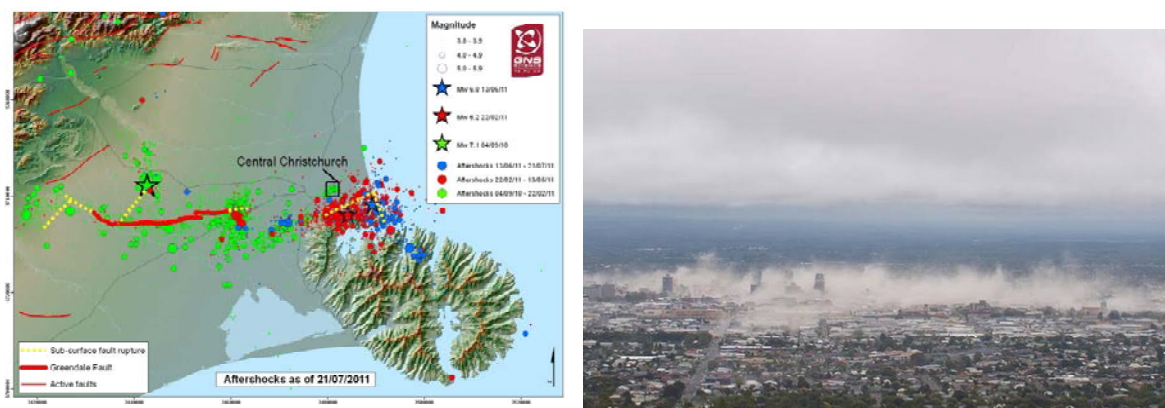 Magnitude
3.0 - 3.9
4.0 - 4.9
5.0 - 5.9
GNS
SCIENCE
Mw 6.0 13/06/11
Mw 6.2 22/02/11
Mw 7.1 04/09/10
Central Christchurch
Aftershocks 13/06/11 - 21/07/11
Aftershocks 22/02/11 - 13/06/11
Aftershocks 04/09/10 - 22/02/11
Sub-surface fault rupture
Greendale Fault
Active faults
Aftershocks as of 21/07/2011